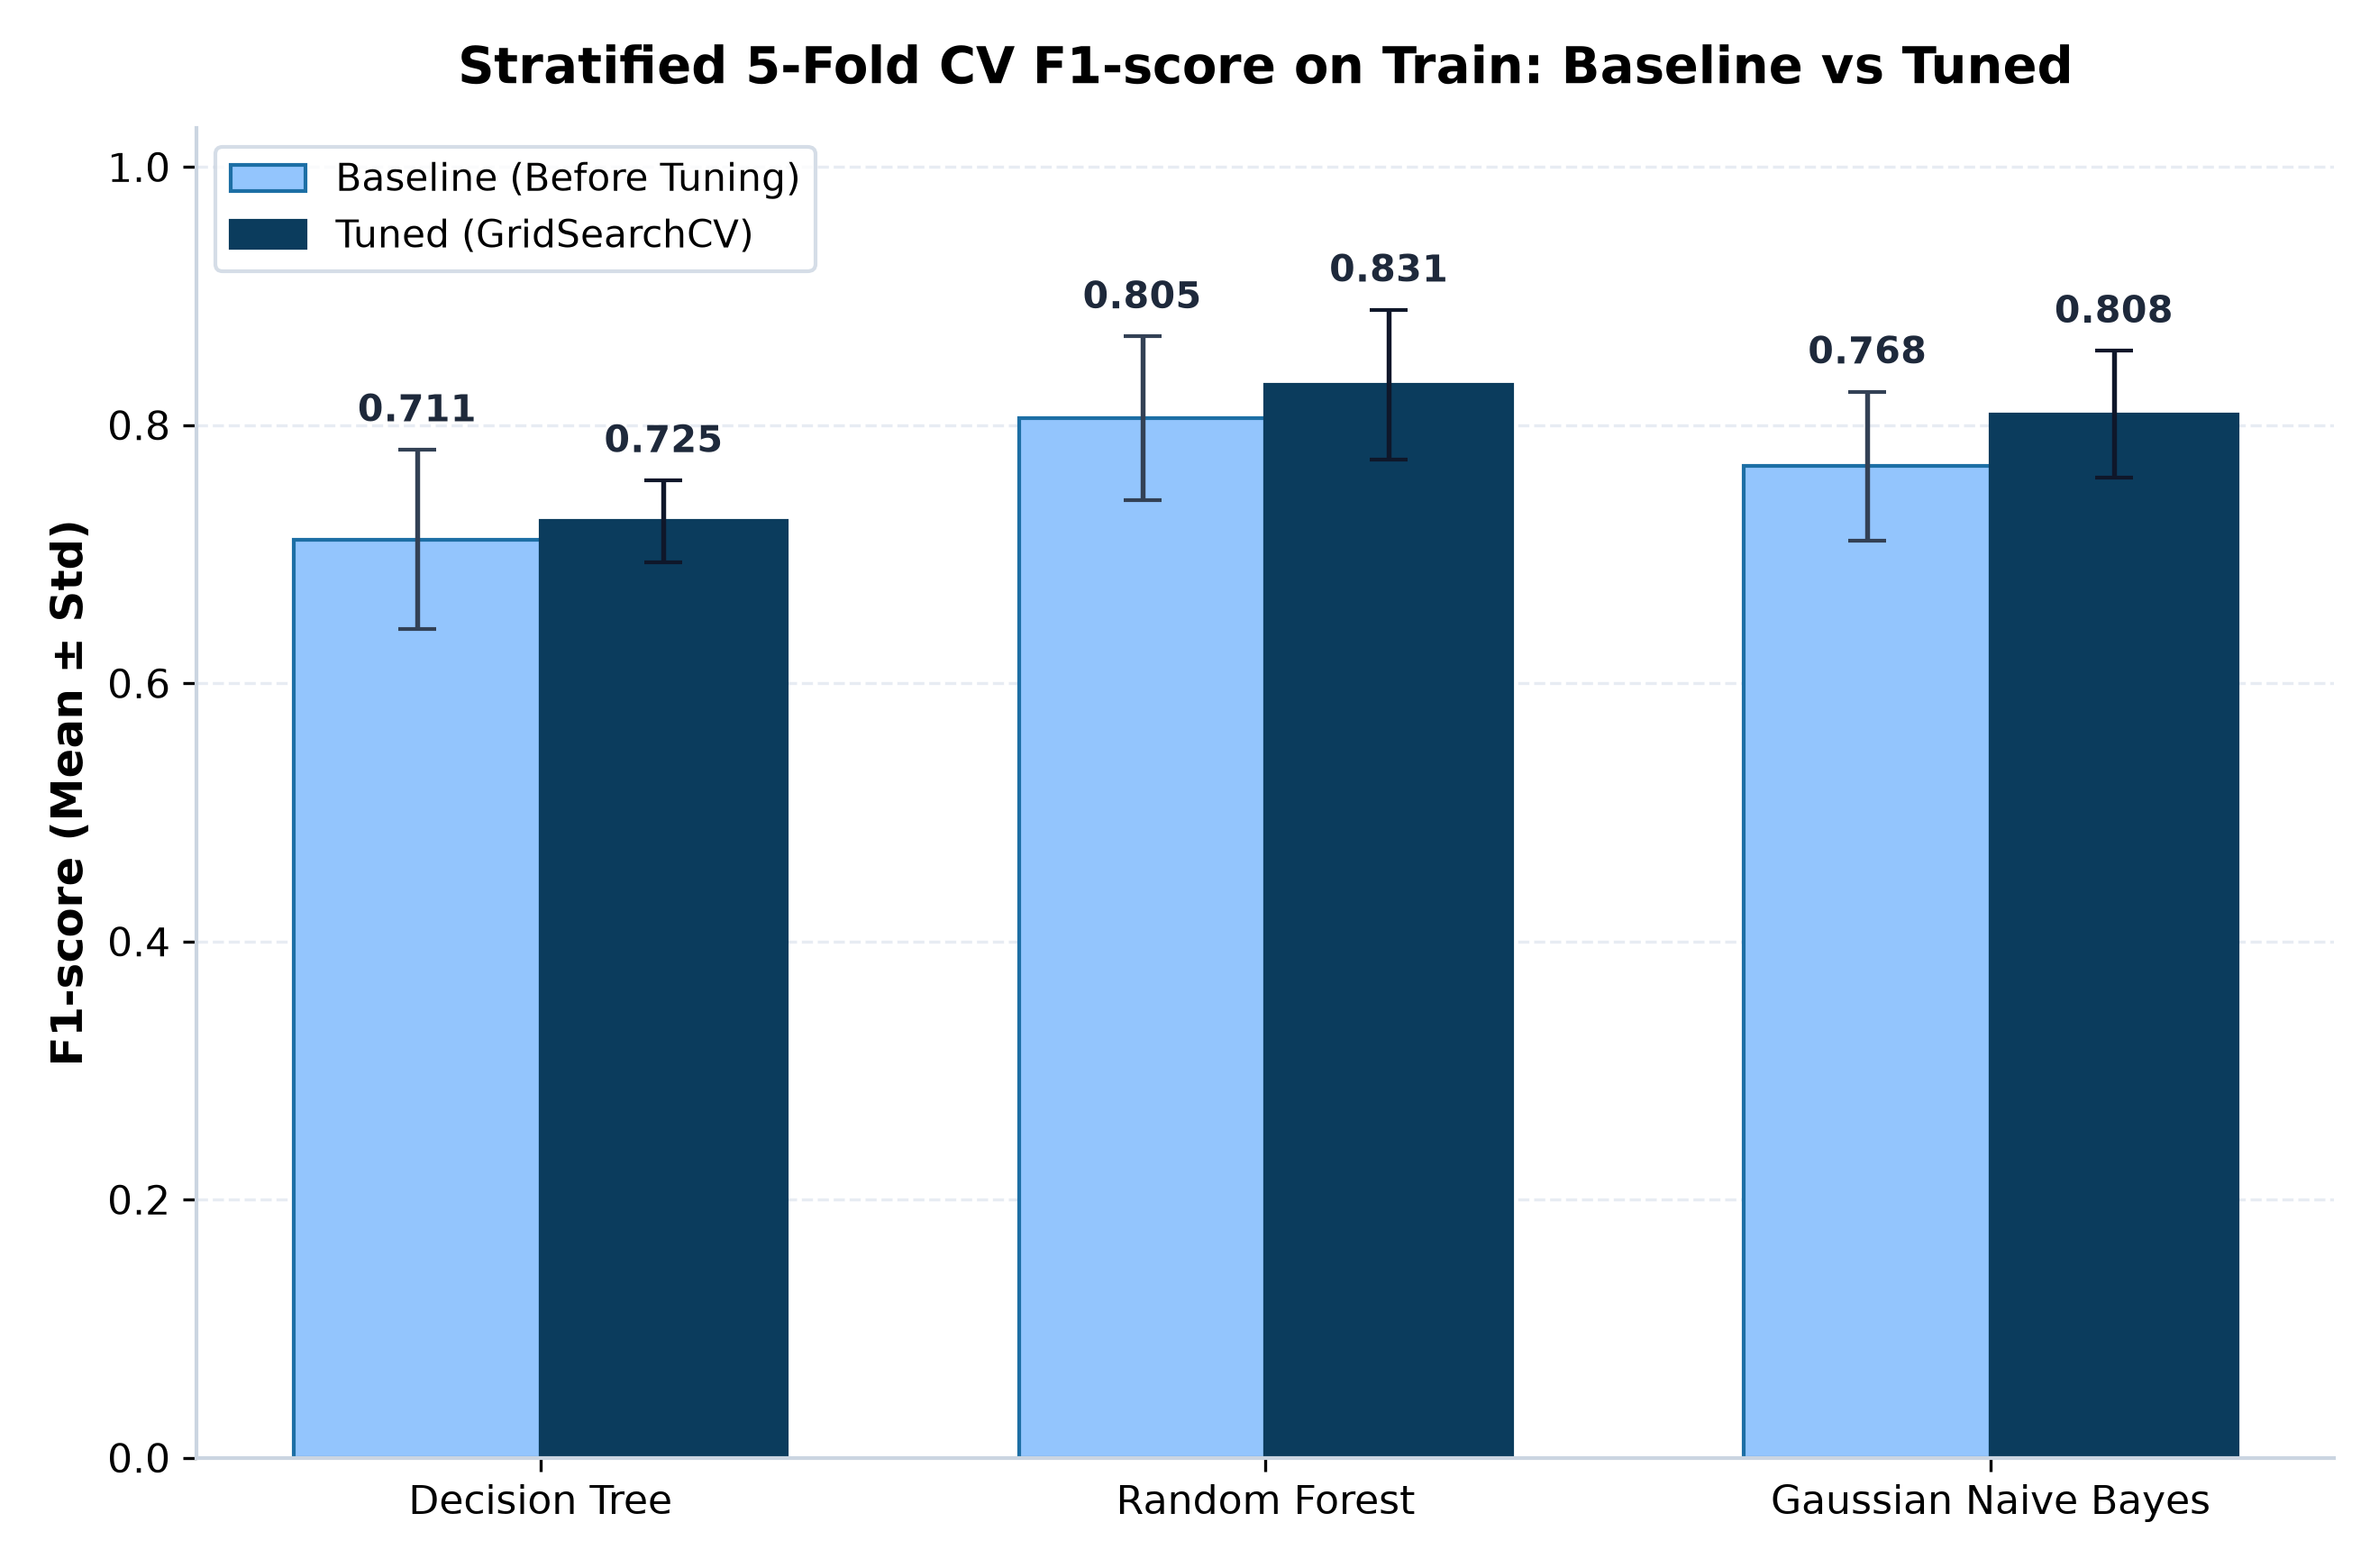 Stratified 5-Fold CV F1-score on Train: Baseline vs Tuned
Baseline (Before Tuning)
Tuned (GridSearchCV)
F1-score (Mean ± Std)
1.0
0.8
0.6
0.4
0.2
0.0
0.711
0.725
0.805
0.831
0.768
0.808
Decision Tree
Random Forest
Gaussian Naive Bayes